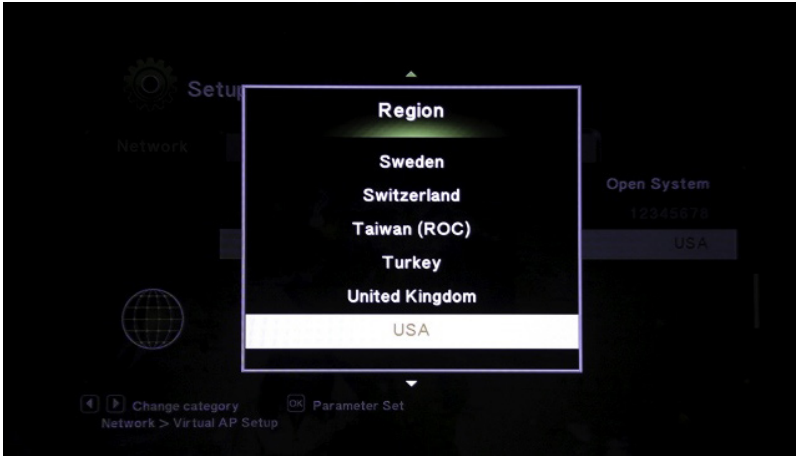 Setup
Region
Network
Sweden
Switzerland
Open System
Taiwan (ROC)
12345678
USA
Turkey
United Kingdom
USA
Change category
OK
Parameter Set
Network > Virtual AP Setup